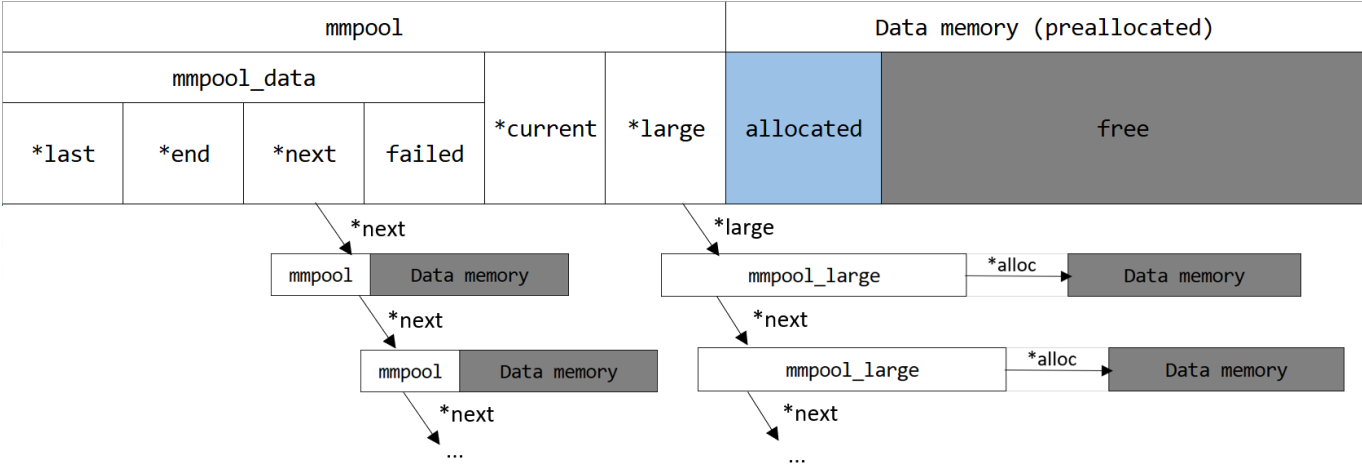 mmpool
Data memory (preallocated)
mmpool_data
*current
*large
allocated
free
*last
*end
*next
failed
*next
*large
mmpool
Data memory
mmpool_large
*alloc
Data memory
*next
*next
mmpool
Data memory
mmpool_large
*alloc
Data memory
*next
*next
...
...